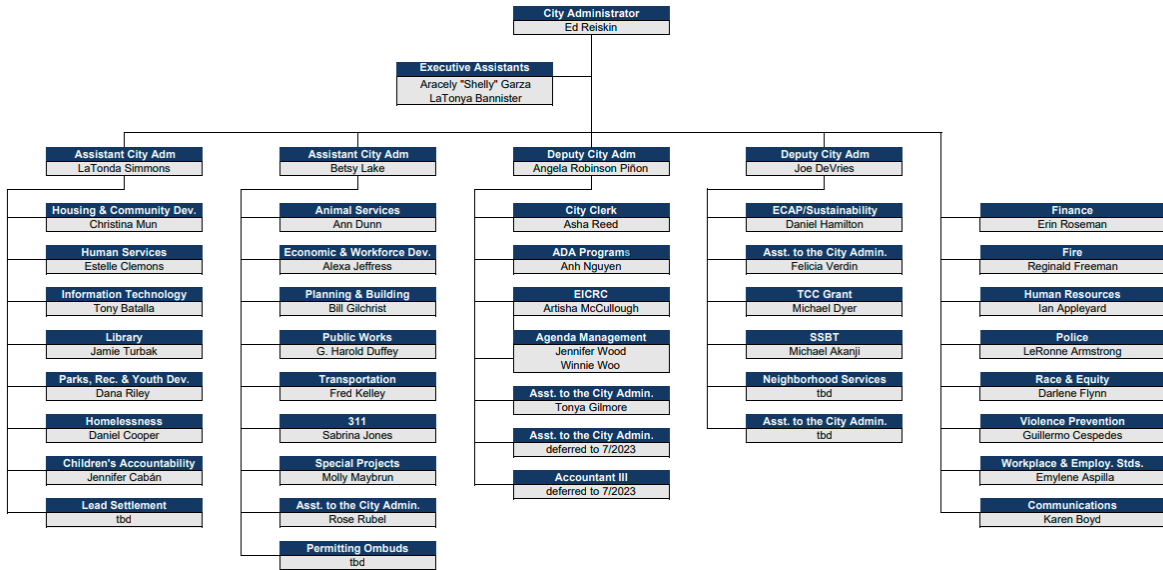 City Administrator
Ed Reiskin
Executive Assistants
Aracely "Shelly" Garza
LaTonya Bannister
Assistant City Adm
LaTonda Simmons
Housing & Community Dev.
Christina Mun
Human Services
Estelle Clemons
Information Technology
Tony Batalla
Library
Jamie Turbak
Parks, Rec. & Youth Dev.
Dana Riley
Homelessness
Daniel Cooper
Children's Accountability
Jennifer Cabán
Lead Settlement
tbd
Assistant City Adm
Betsy Lake
Animal Services
Ann Dunn
Economic & Workforce Dev.
Alexa Jeffress
Planning & Building
Bill Gilchrist
Public Works
G. Harold Duffey
Transportation
Fred Kelley
311
Sabrina Jones
Special Projects
Molly Maybrun
Asst. to the City Admin.
Rose Rubel
Permitting Ombuds
tbd
Deputy City Adm
Angela Robinson Piñon
City Clerk
Asha Reed
ADA Programs
Anh Nguyen
EICRC
Artisha McCullough
Agenda Management
Jennifer Wood
Winnie Woo
Asst. to the City Admin.
Tonya Gilmore
Asst. to the City Admin.
deferred to 7/2023
Accountant III
deferred to 7/2023
Deputy City Adm
Joe DeVries
ECAP/Sustainability
Daniel Hamilton
Asst. to the City Admin.
Felicia Verdin
TCC Grant
Michael Dyer
SSBT
Michael Akanji
Neighborhood Services
tbd
Asst. to the City Admin.
tbd
Finance
Erin Roseman
Fire
Reginald Freeman
Human Resources
Ian Appleyard
Police
LeRonne Armstrong
Race & Equity
Darlene Flynn
Violence Prevention
Guillermo Cespedes
Workplace & Employ. Stds.
Emylene Aspilla
Communications
Karen Boyd